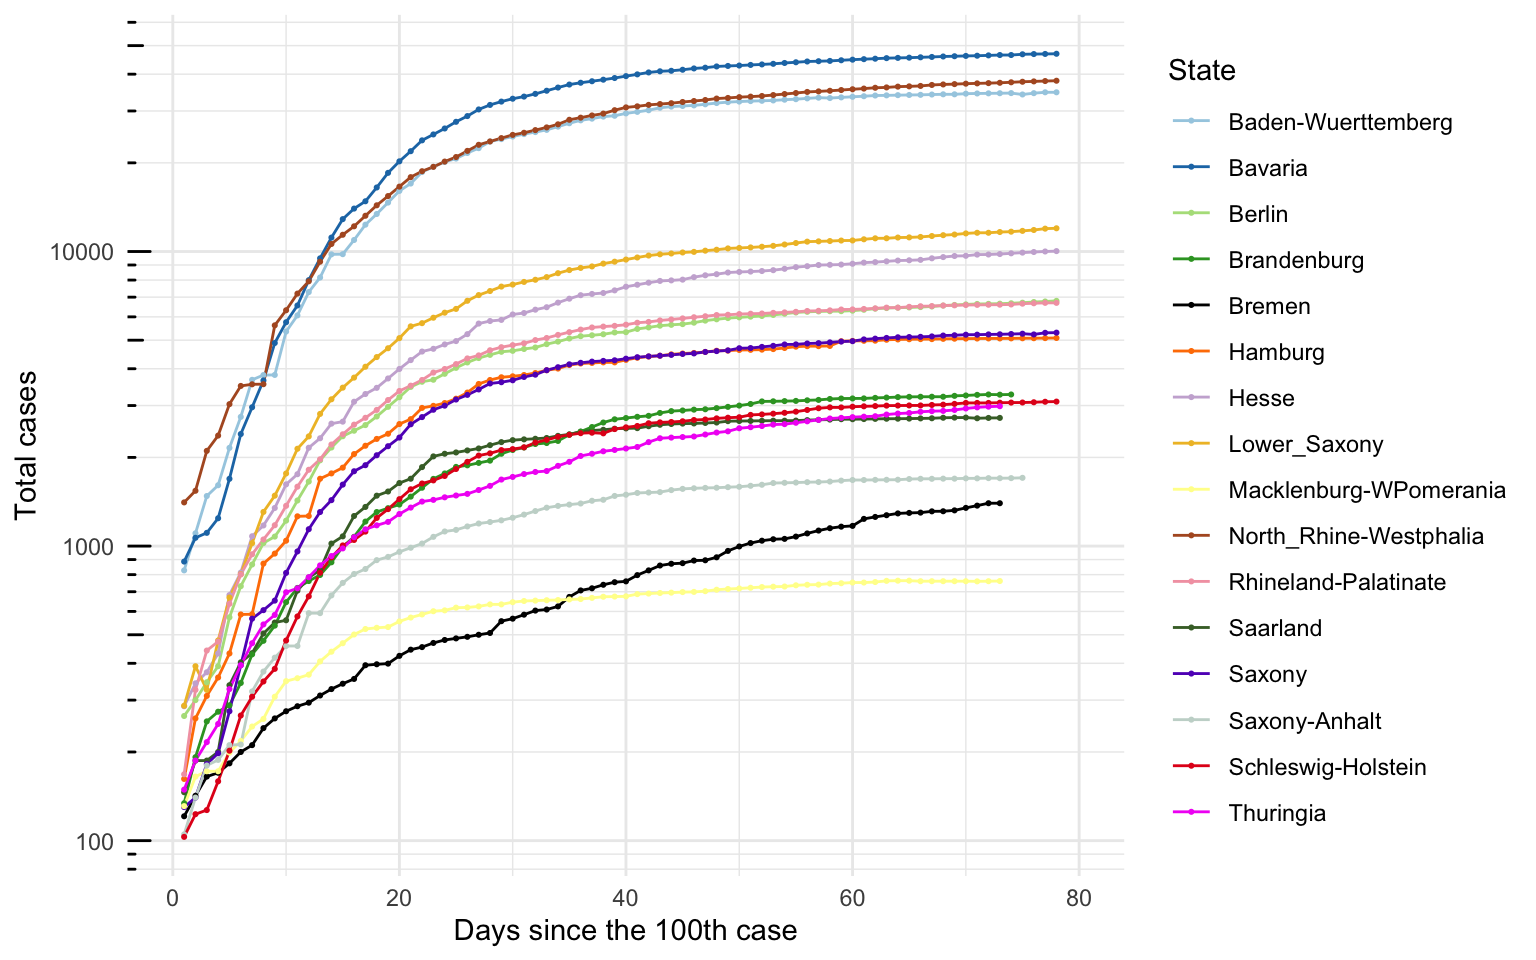 Total cases
10000
1000
100
0 20 40 60 80
Days since the 100th case
State
Baden-Wuerttemberg
Bavaria
Berlin
Brandenburg
Bremen
Hamburg
Hesse
Lower_Saxony
Macklenburg-WPomerania
North_Rhine-Westphalia
Rhineland-Palatinate
Saarland
Saxony
Saxony-Anhalt
Schleswig-Holstein
Thuringia